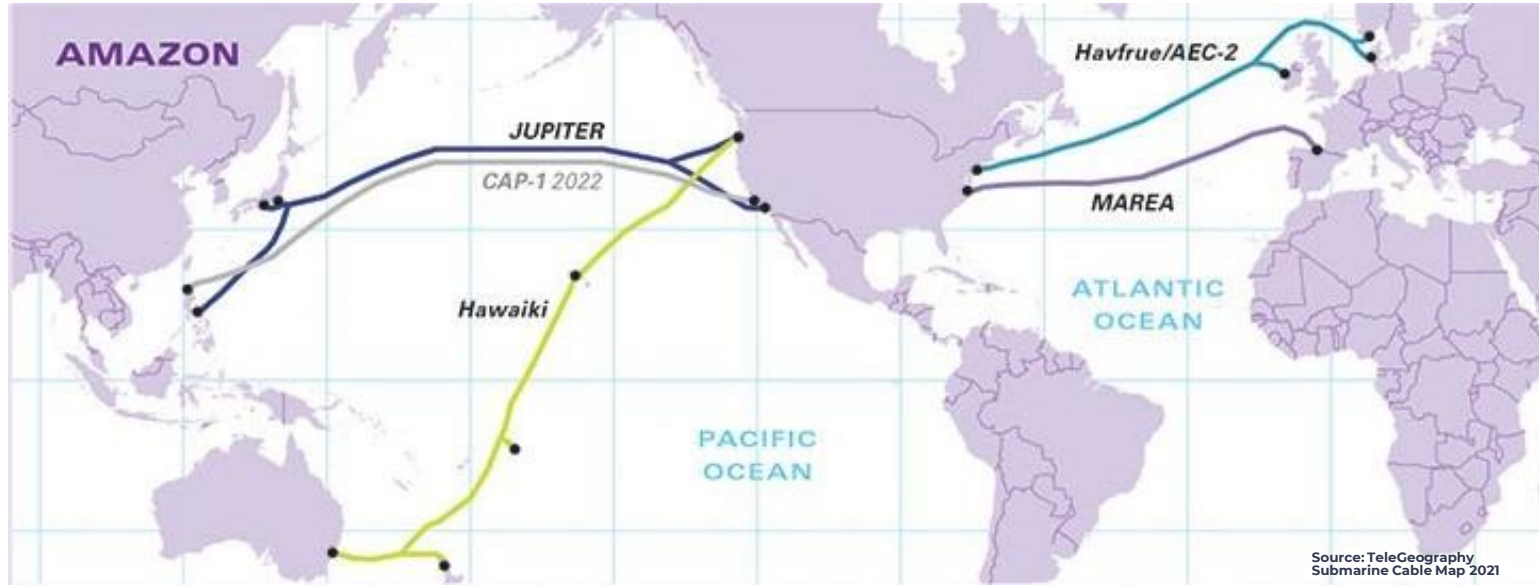 AMAZON
Havfrue/AEC-2
JUPITER
CAP-1 2022
MAREA
Hawaiki
ATLANTIC
OCEAN
PACIFIC
OCEAN
Source: TeleGeography
Submarine Cable Map 2021